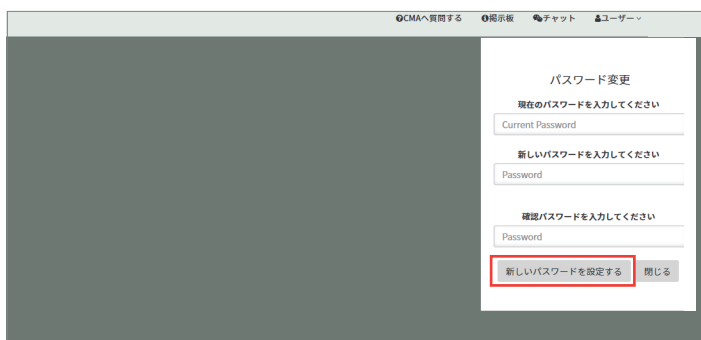 CMAへ質問する 掲示板 チャット ユーザー
パスワード変更
現在のパスワードを入力してください
Current Password
新しいパスワードを入力してください
Password
確認パスワードを入力してください
Password
新しいパスワードを設定する 閉じる